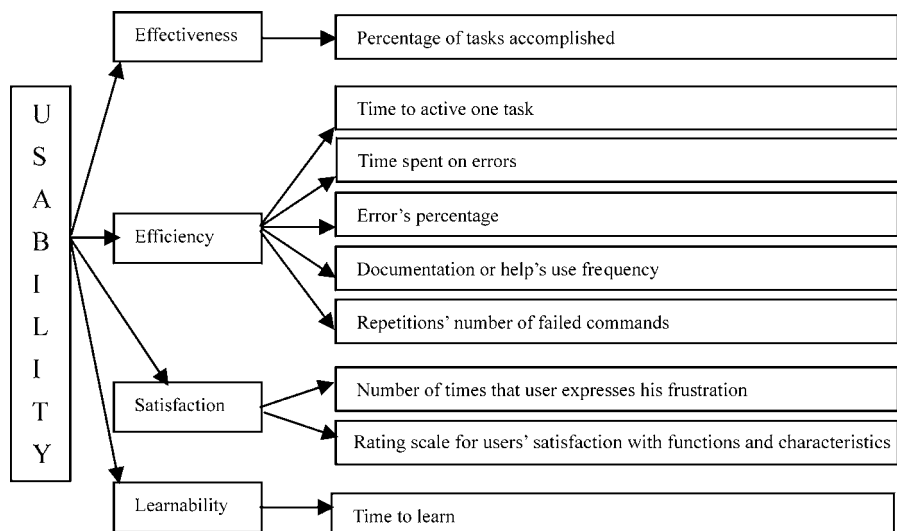 USABILITY
Effectiveness
Percentage of tasks accomplished
Efficiency
Time to active one task
Time spent on errors
Error's percentage
Documentation or help's use frequency
Repetitions' number of failed commands
Satisfaction
Number of times that user expresses his frustration
Rating scale for users' satisfaction with functions and characteristics
Learnability
Time to learn